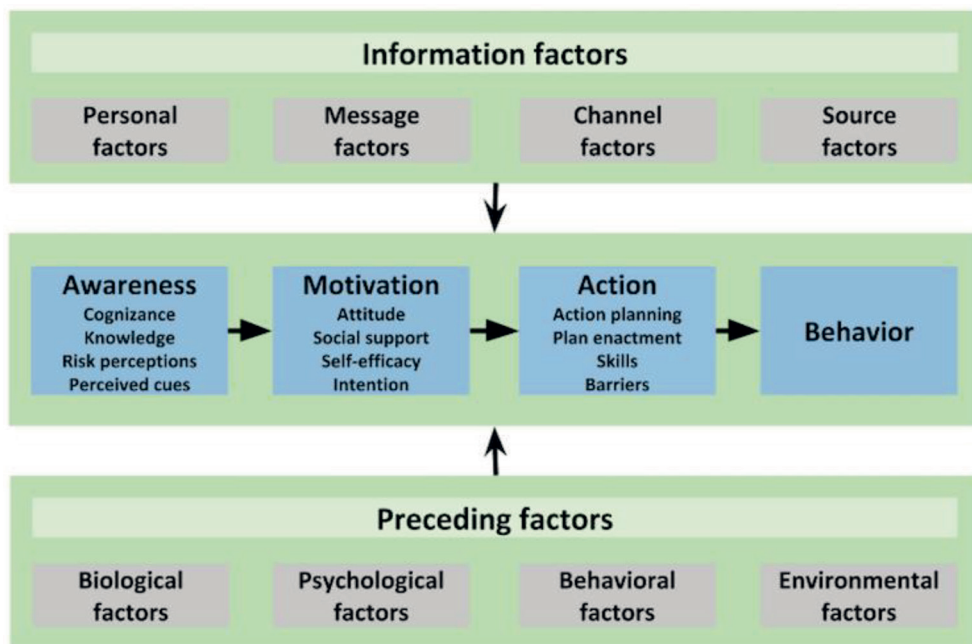 Information factors
Personal
factors
Message
factors
Channel
factors
Source
factors
Awareness
Cognizance
Knowledge
Risk perceptions
Perceived cues
Motivation
Attitude
Social support
Self-efficacy
Intention
Action
Action planning
Plan enactment
Skills
Barriers
Behavior
Preceding factors
Biological
factors
Psychological
factors
Behavioral
factors
Environmental
factors